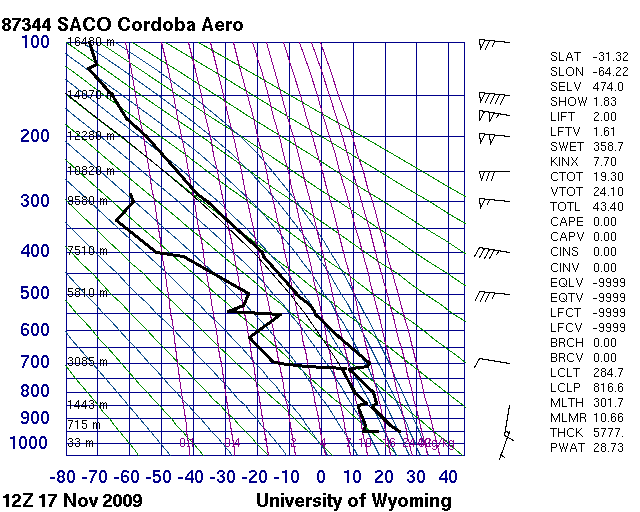 87344 SACO Cordoba Aero
100
16480 m
14070 m
200
12280 m
10820 m
300
9580 m
400
7510 m
500
5810 m
600
700
3085 m
800
1443 m
900
715 m
1000
33 m
-80 -70 -60 -50 -40 -30 -20 -10 0 10 20 30 40
12Z 17 Nov 2009
University of Wyoming
SLAT -31.32
SLON -64.22
SELV 474.0
SHOW 1.83
LIFT 2.00
LFTV 1.61
SWET 358.7
KINX 7.70
CTOT 19.30
VTOT 24.10
TOTL 43.40
CAPE 0.00
CAPV 0.00
CINS 0.00
CINV 0.00
EQLV -9999
EQTV -9999
LFCT -9999
LFCV -9999
BRCH 0.00
BRCV 0.00
LCLT 284.7
LCLP 816.6
MLTH 301.7
MLMR 10.66
THCK 5777.
PWAT 28.73